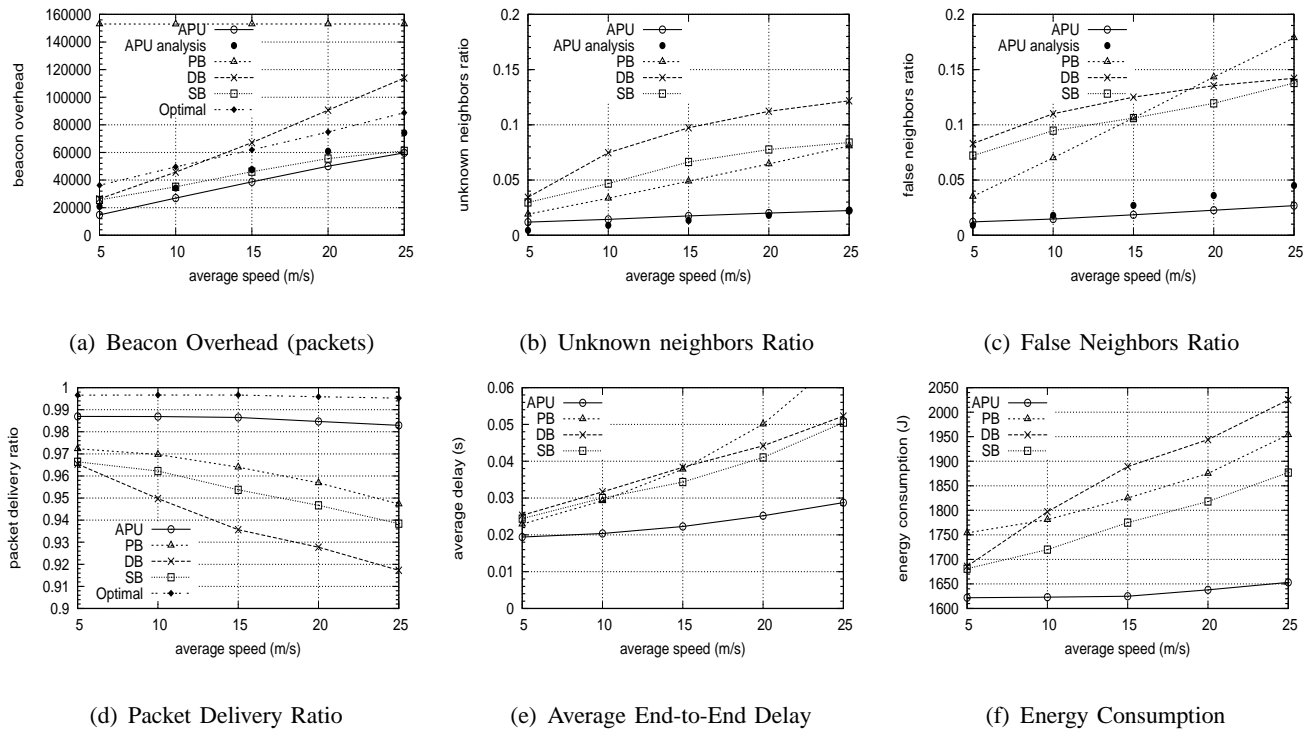 160000
140000
120000
100000
80000
60000
40000
20000
0
5 10 15 20 25
beacon overhead
average speed (m/s)
APU
APU analysis
PB
DB
SB
Optimal
(a) Beacon Overhead (packets)
0.2
0.15
0.1
0.05
0
5 10 15 20 25
unknown neighbors ratio
average speed (m/s)
APU
APU analysis
PB
DB
SB
(b) Unknown neighbors Ratio
0.2
0.15
0.1
0.05
0
5 10 15 20 25
false neighbors ratio
average speed (m/s)
APU
APU analysis
PB
DB
SB
(c) False Neighbors Ratio
1
0.99
0.98
0.97
0.96
0.95
0.94
0.93
0.92
0.91
0.9
5 10 15 20 25
packet delivery ratio
average speed (m/s)
APU
PB
DB
SB
Optimal
(d) Packet Delivery Ratio
0.06
0.05
0.04
0.03
0.02
0.01
0
5 10 15 20 25
average delay (s)
average speed (m/s)
APU
PB
DB
SB
(e) Average End-to-End Delay
2050
2000
1950
1900
1850
1800
1750
1700
1650
1600
5 10 15 20 25
energy consumption (J)
average speed (m/s)
APU
PB
DB
SB
(f) Energy Consumption